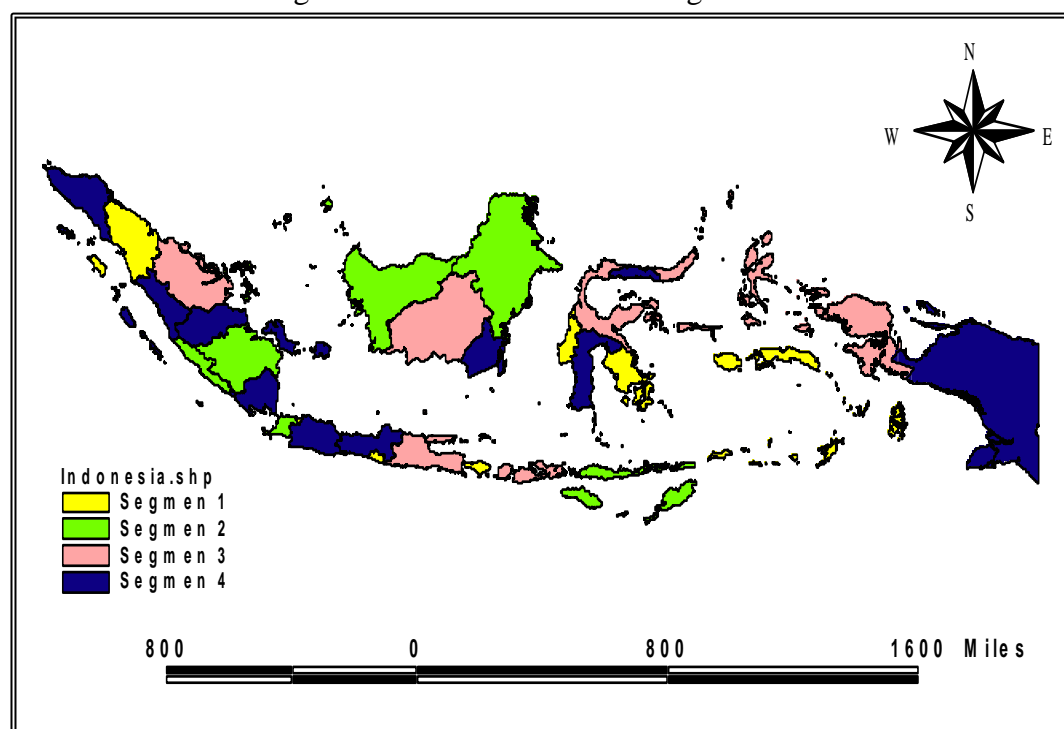 N
W E
S
Indonesia.shp
Segmen 1
Segmen 2
Segmen 3
Segmen 4
800 0 800 1600 Miles